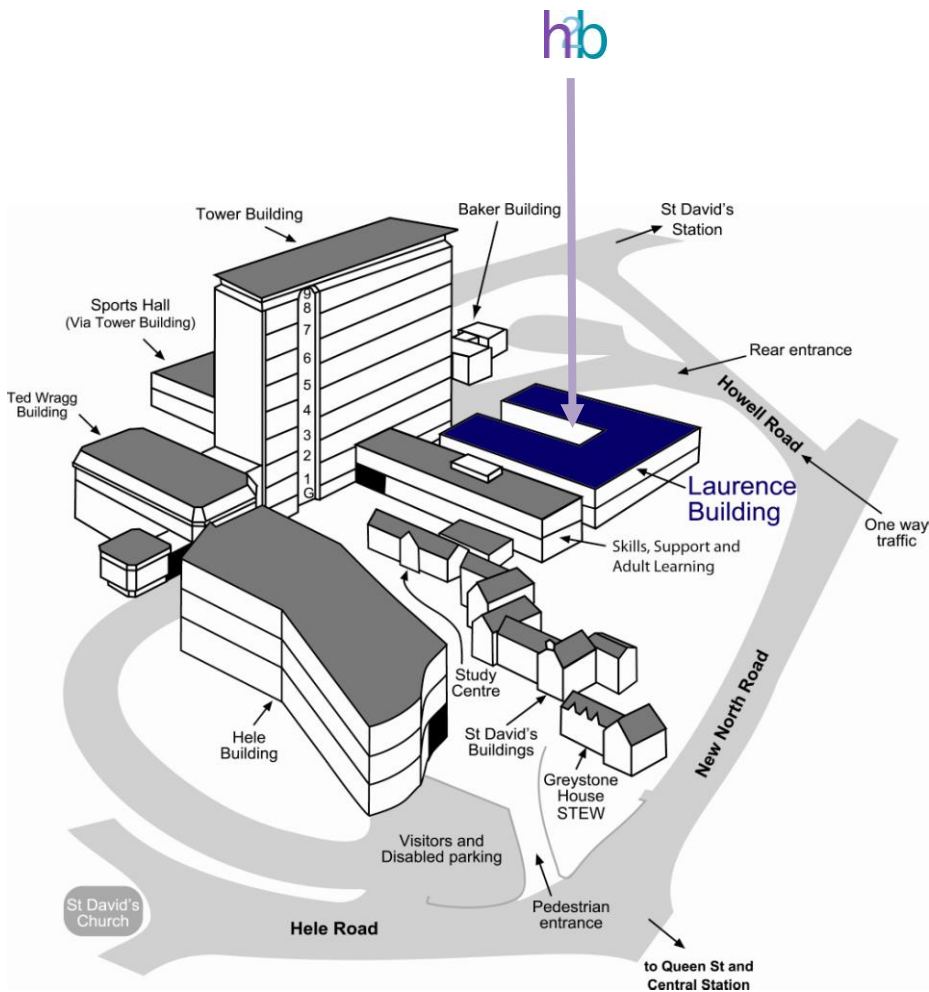 h2b
Tower Building
Baker Building
St David's
Station
Sports Hall
(Via Tower Building)
9
8
7
6
5
4
3
2
1
G
Rear entrance
Ted Wragg
Building
Howell Road
Laurence
Building
One way
traffic
Skills, Support and
Adult Learning
Study
Centre
Hele
Building
St David's
Buildings
New North Road
Greystone
House
STEW
Visitors and
Disabled parking
St David's
Church
Pedestrian
entrance
Hele Road
to Queen St and
Central Station